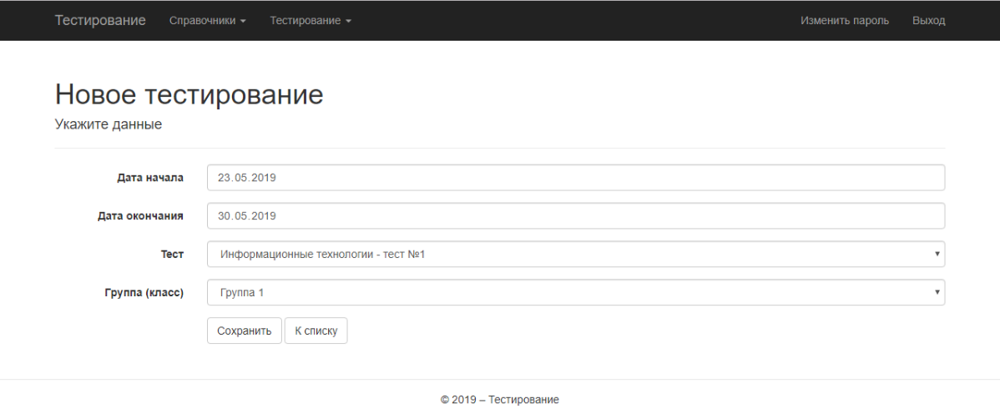 Тестирование Справочники Тестирование Изменить пароль Выход
Новое тестирование
Укажите данные
Дата начала 23.05.2019
Дата окончания 30.05.2019
Тест Информационные технологии - тест №1
Группа (класс) Группа 1
Сохранить К списку
© 2019 – Тестирование